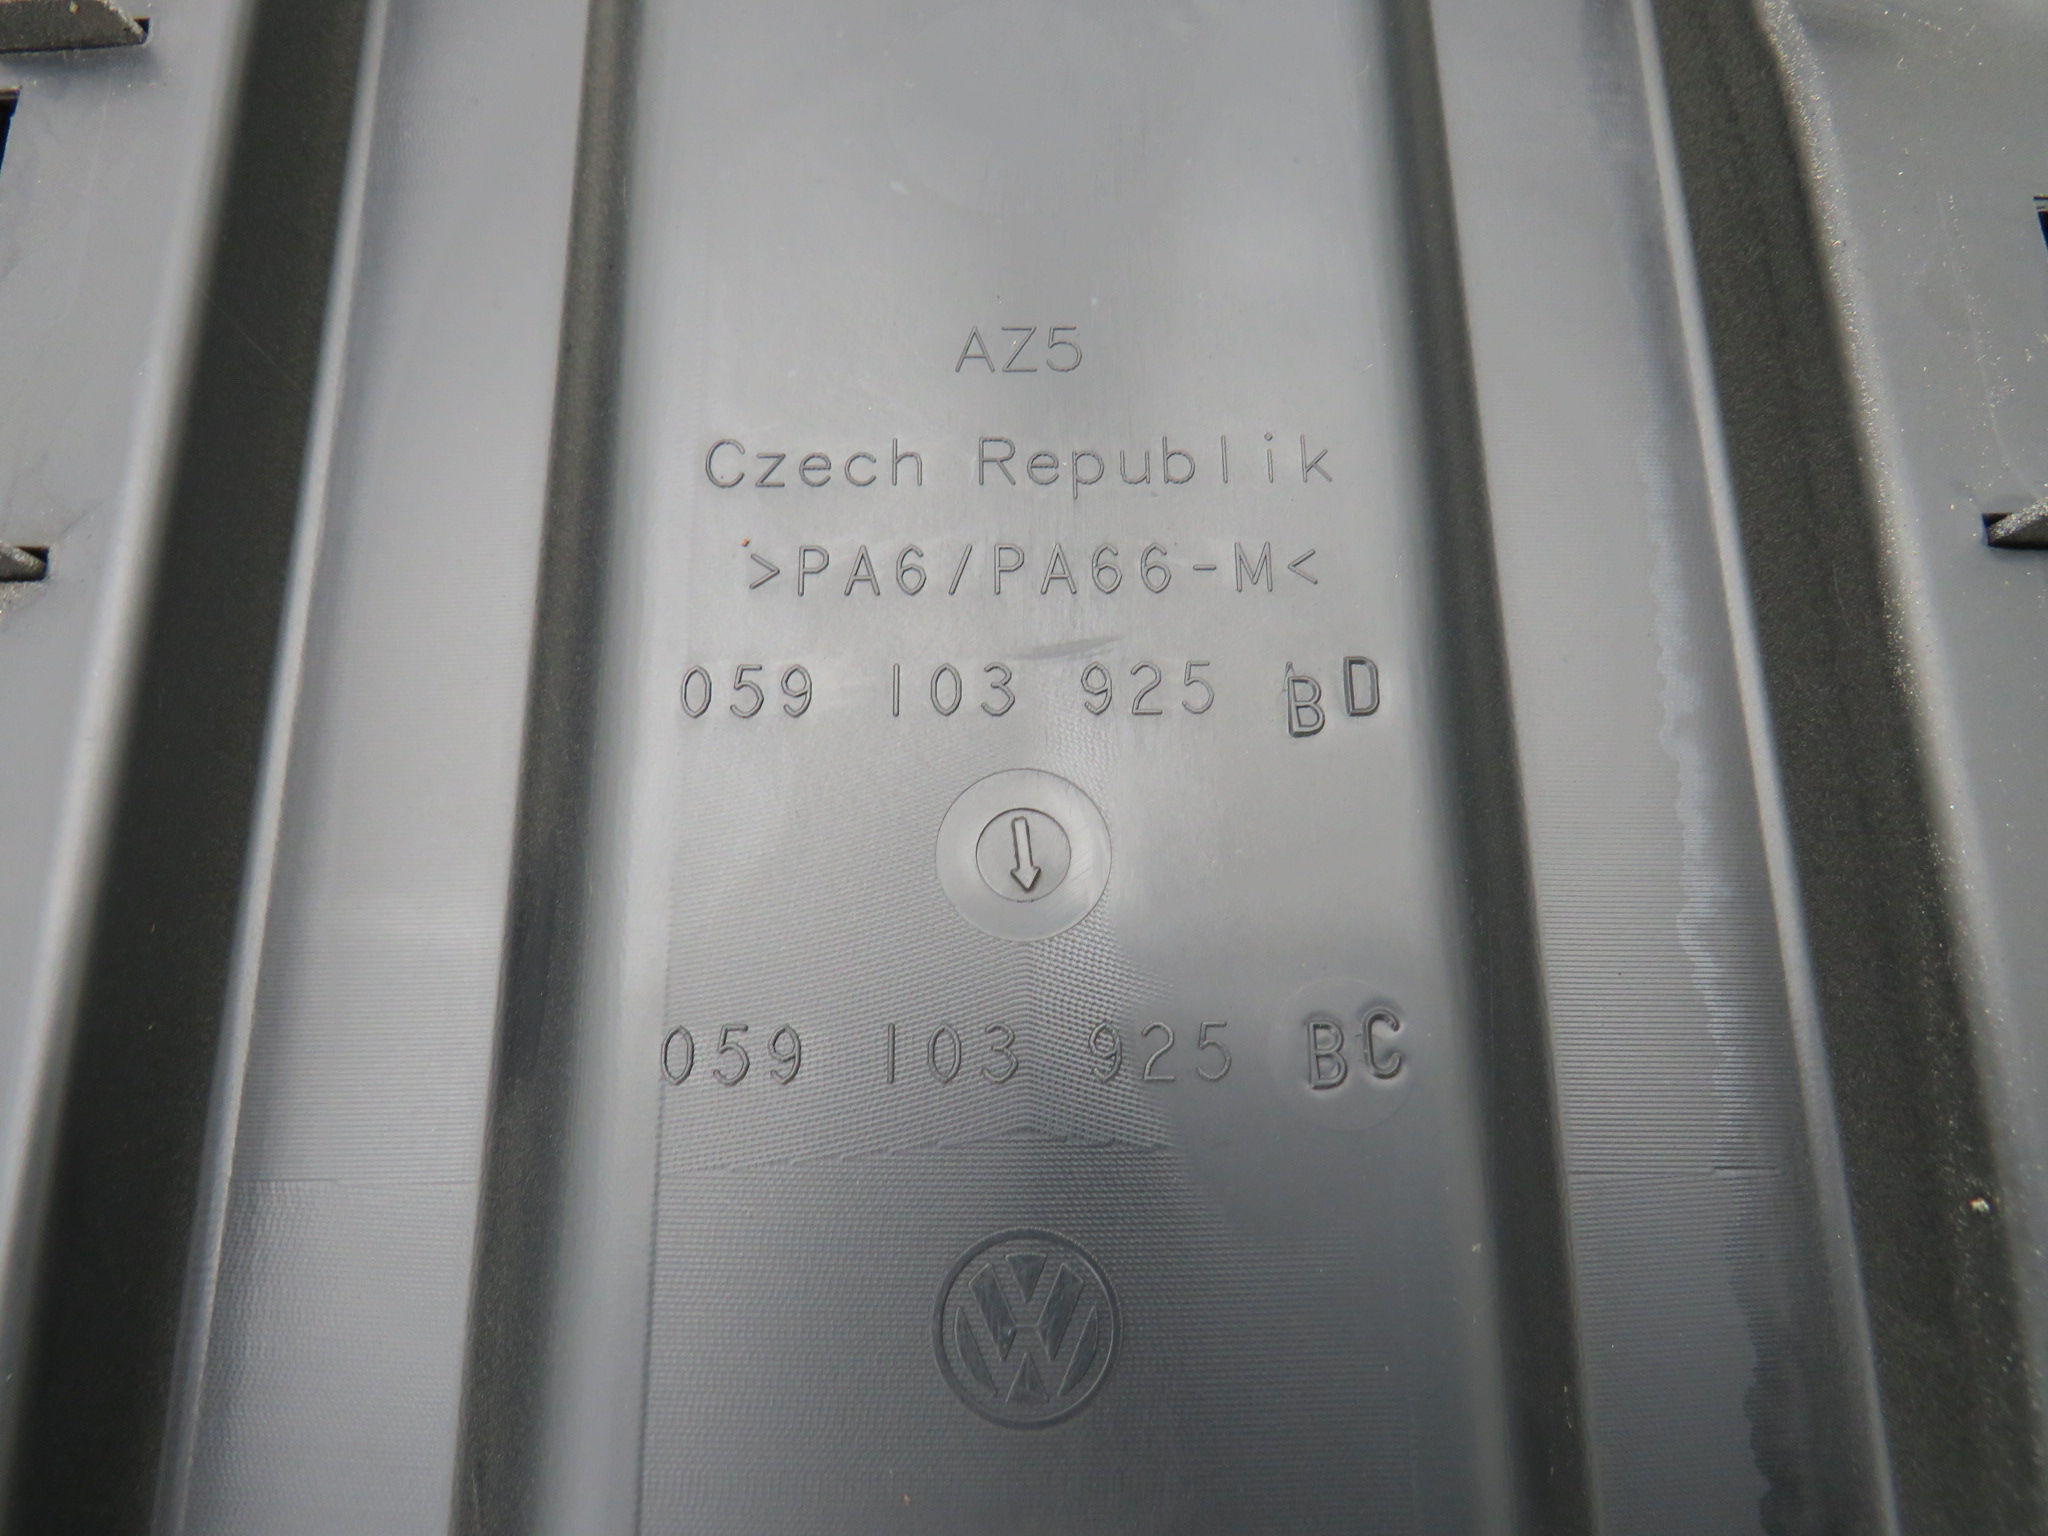 AZ5
Czech Republik
>PA6/PA66-M<
059 103 925 BD
059 103 925 BC